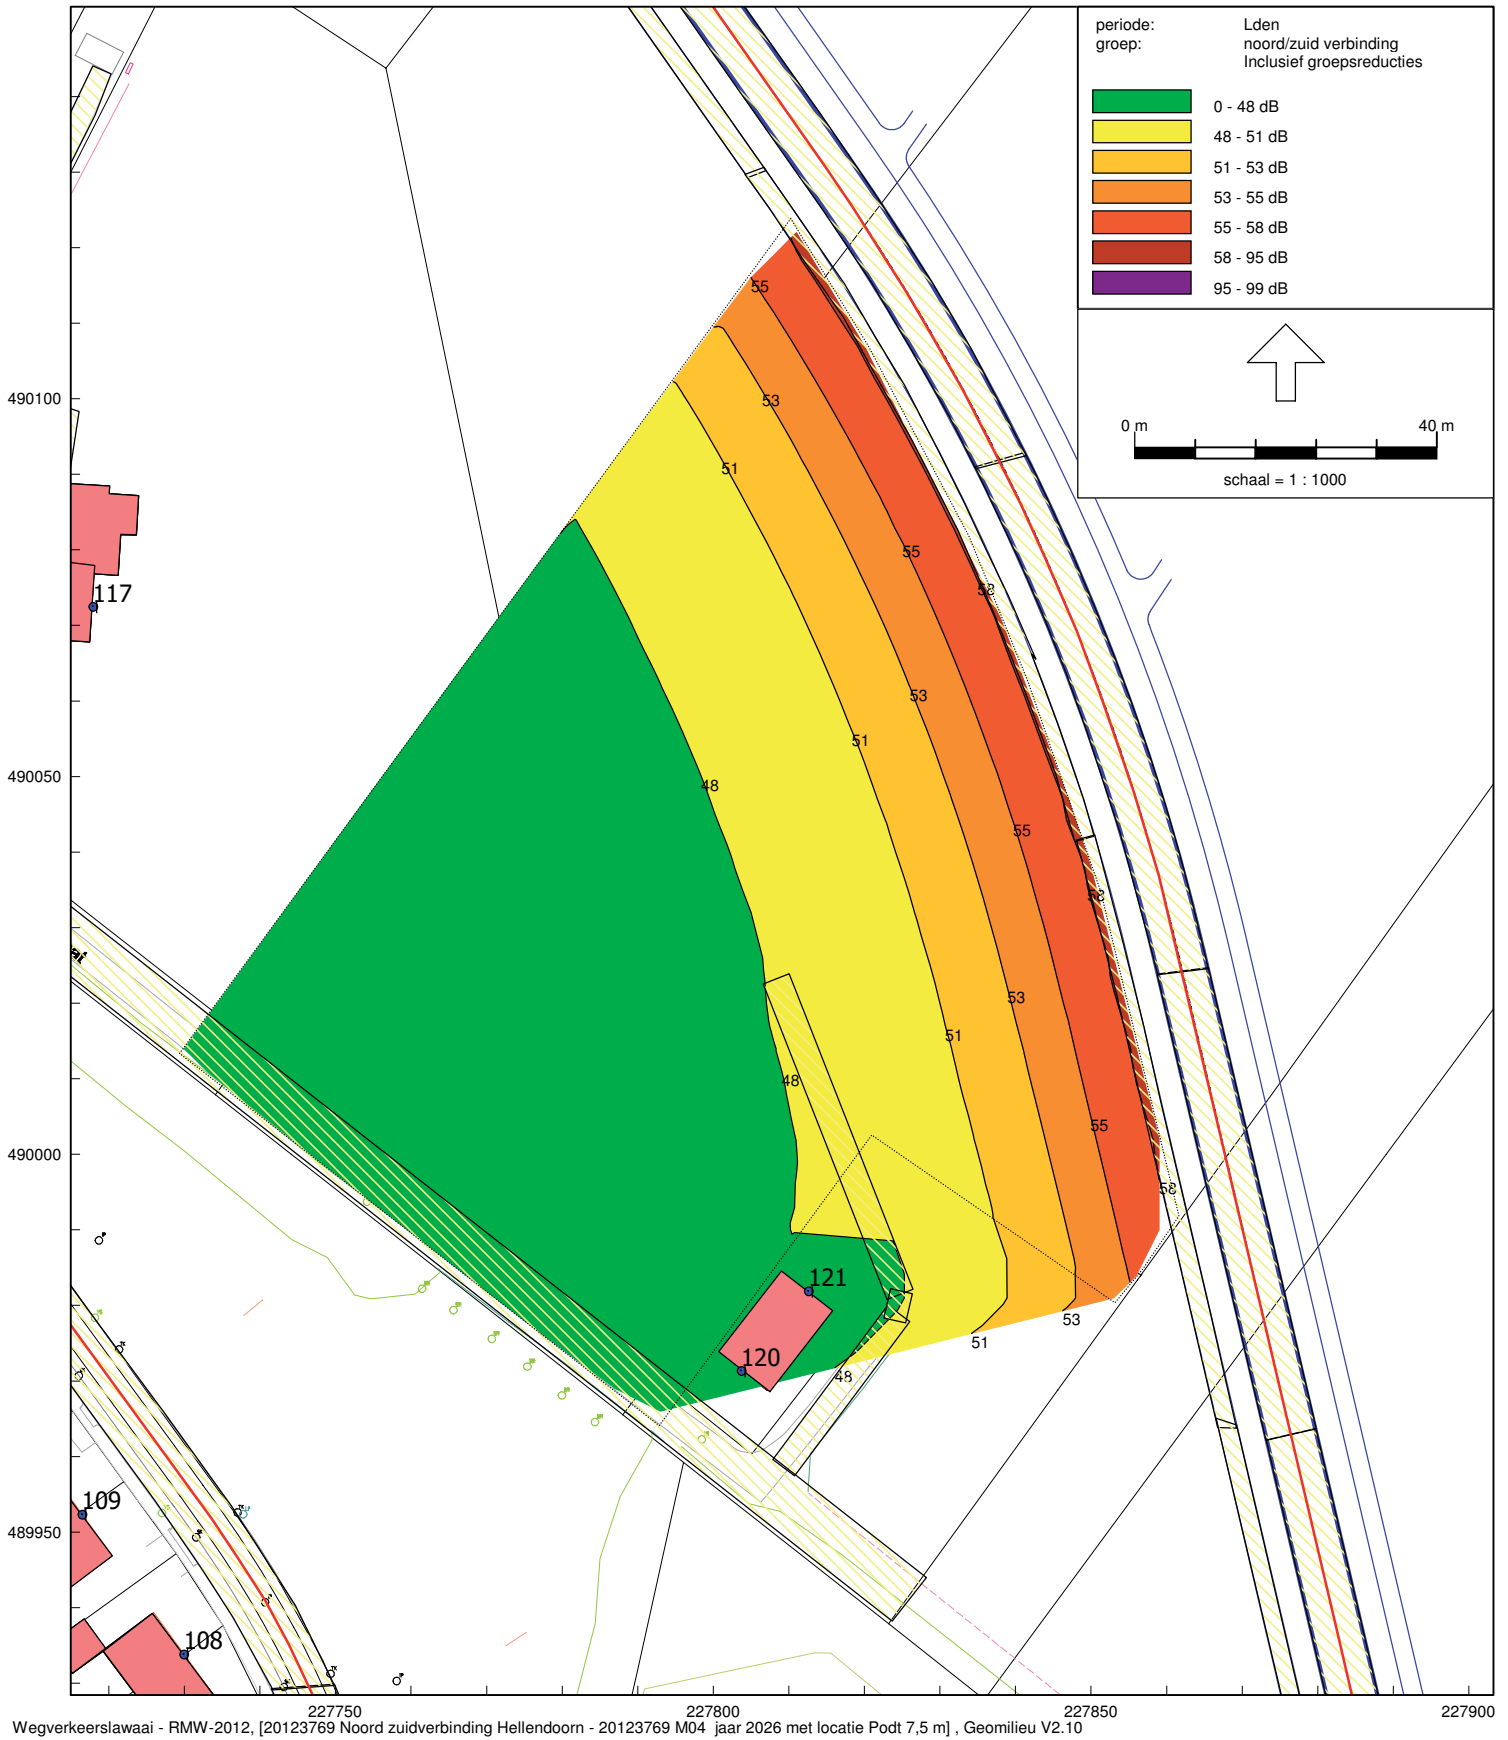 periode: Lden
groep: noord/zuid verbinding
Inclusief groepsreducties
0 - 48 dB
48 - 51 dB
51 - 53 dB
53 - 55 dB
55 - 58 dB
58 - 95 dB
95 - 99 dB
0 m 40 m
schaal = 1 : 1000
55
490100
53
51
55
58
117
53
51
490050
48
55
58
53
51
48
55
490000
58
121
53
51
120
48
109
489950
108
227750 227800 227850 227900
Wegverkeerslawaai - RMW-2012, [20123769 Noord zuidverbinding Hellendoorn - 20123769 M04 jaar 2026 met locatie Podt 7,5 m] , Geomilieu V2.10